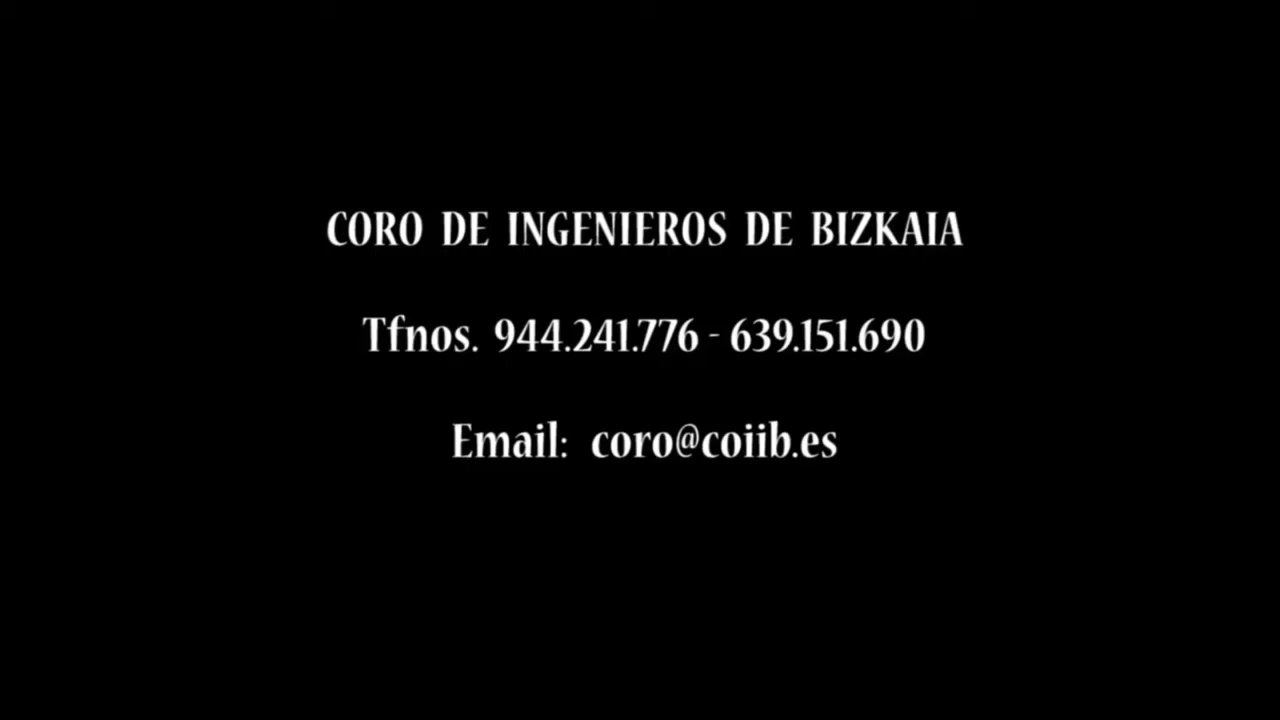 CORO DE INGENIEROS DE BIZKAIA
Tfnos. 944.241.776 - 639.151.690
Email: coro@coiib.es